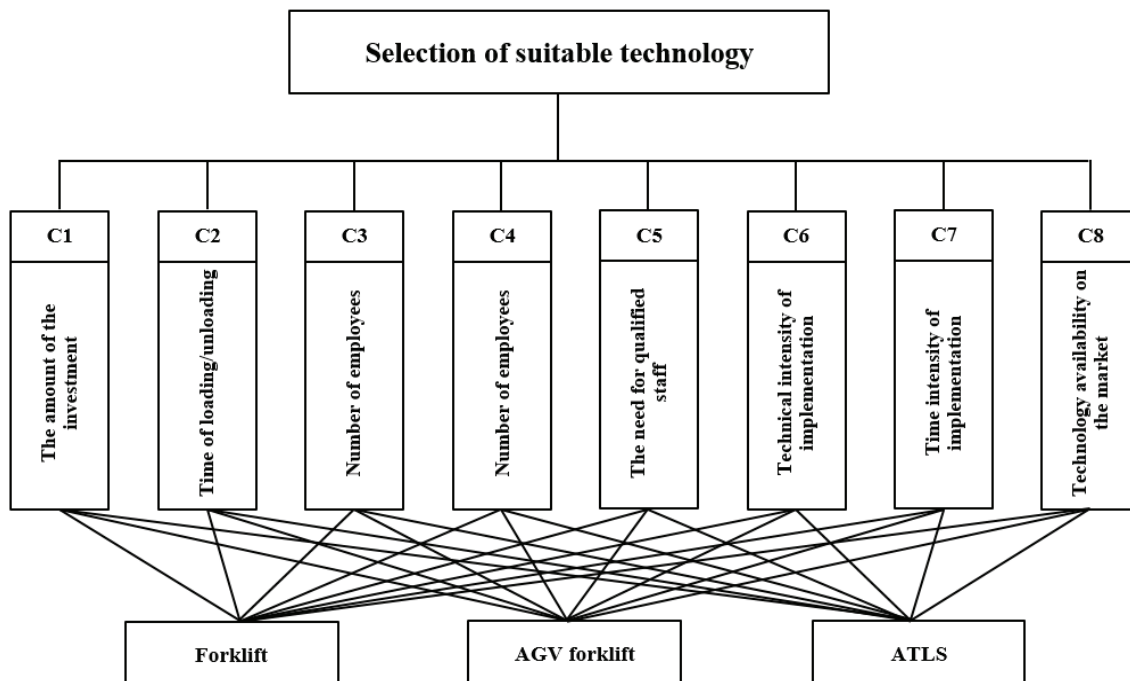 Selection of suitable technology
C1
C2
C3
C4
C5
C6
C7
C8
The amount of the
investment
Time of loading/unloading
Number of employees
Number of employees
The need for qualified
staff
Technical intensity of
implementation
Time intensity of
implementation
Technology availability on
the market
Forklift
AGV forklift
ATLS